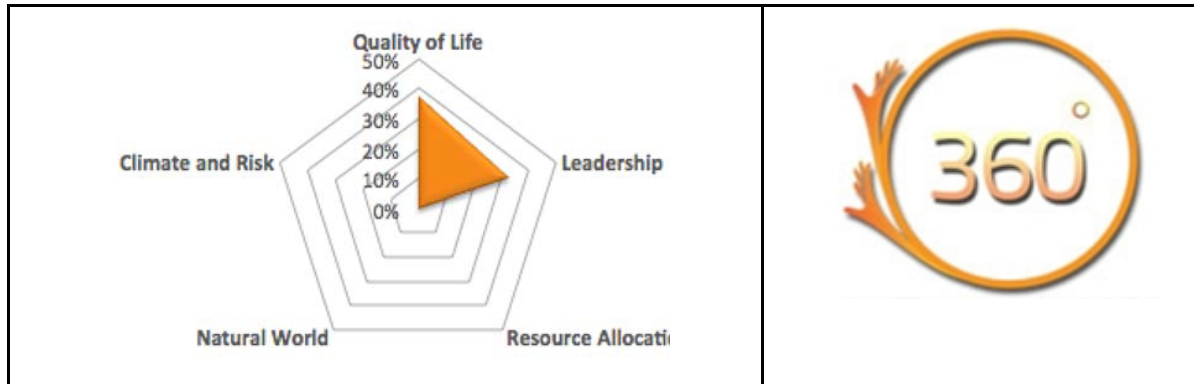 Quality of Life
50%
40%
30%
20%
10%
0%
Climate and Risk
Leadership
Natural World
Resource Allocati
360°